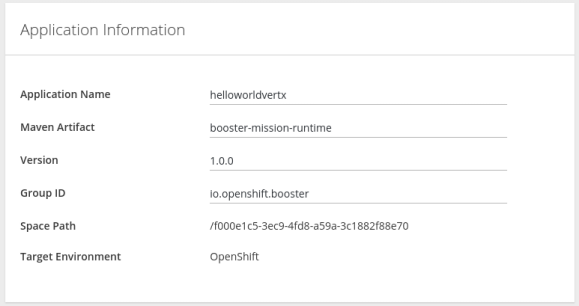 Application Information
Application Name helloworldvertx
Maven Artifact booster-mission-runtime
Version 1.0.0
Group ID io.openshift.booster
Space Path /f000e1c5-3ec9-4fd8-a59a-3c1882f88e70
Target Environment OpenShift